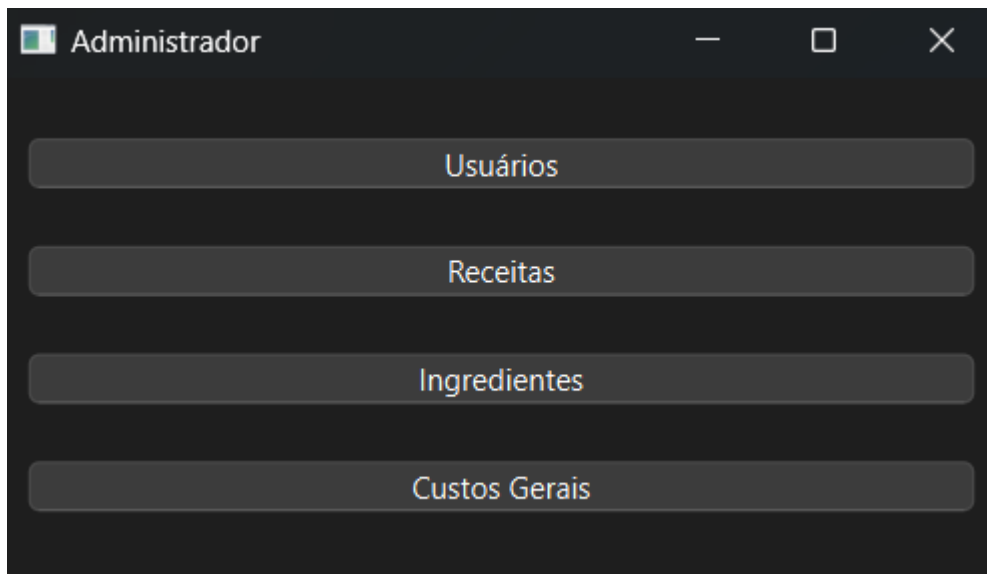 Administrador
Usuários
Receitas
Ingredientes
Custos Gerais